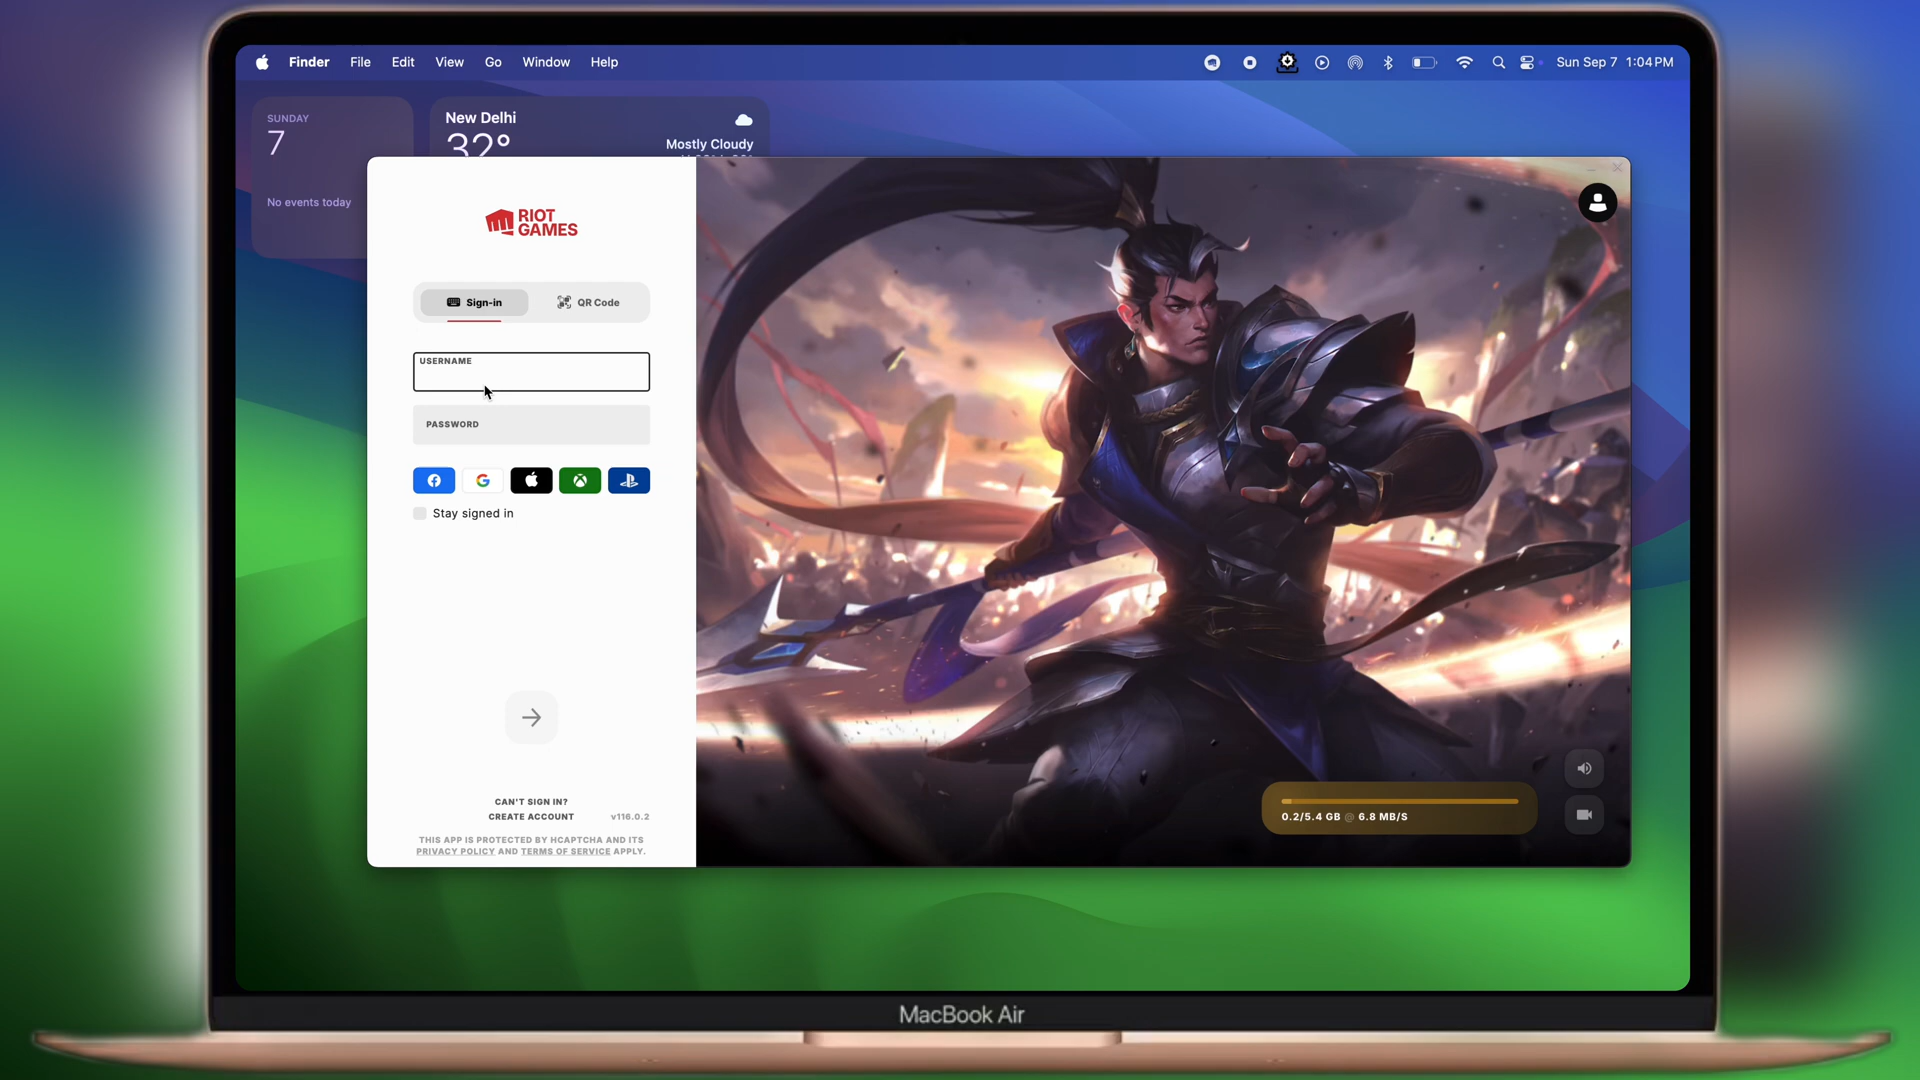 Finder File Edit View Go Window Help
Sun Sep 7 1:04 PM
SUNDAY
7
No events today
New Delhi
32°
Mostly Cloudy
RIOT
GAMES
Sign-in
QR Code
USERNAME
PASSWORD
Stay signed in
CAN'T SIGN IN?
CREATE ACCOUNT
v116.0.2
THIS APP IS PROTECTED BY HCAPTCHA AND ITS
PRIVACY POLICY AND TERMS OF SERVICE APPLY.
0.2/5.4 GB @ 6.8 MB/S
MacBook Air